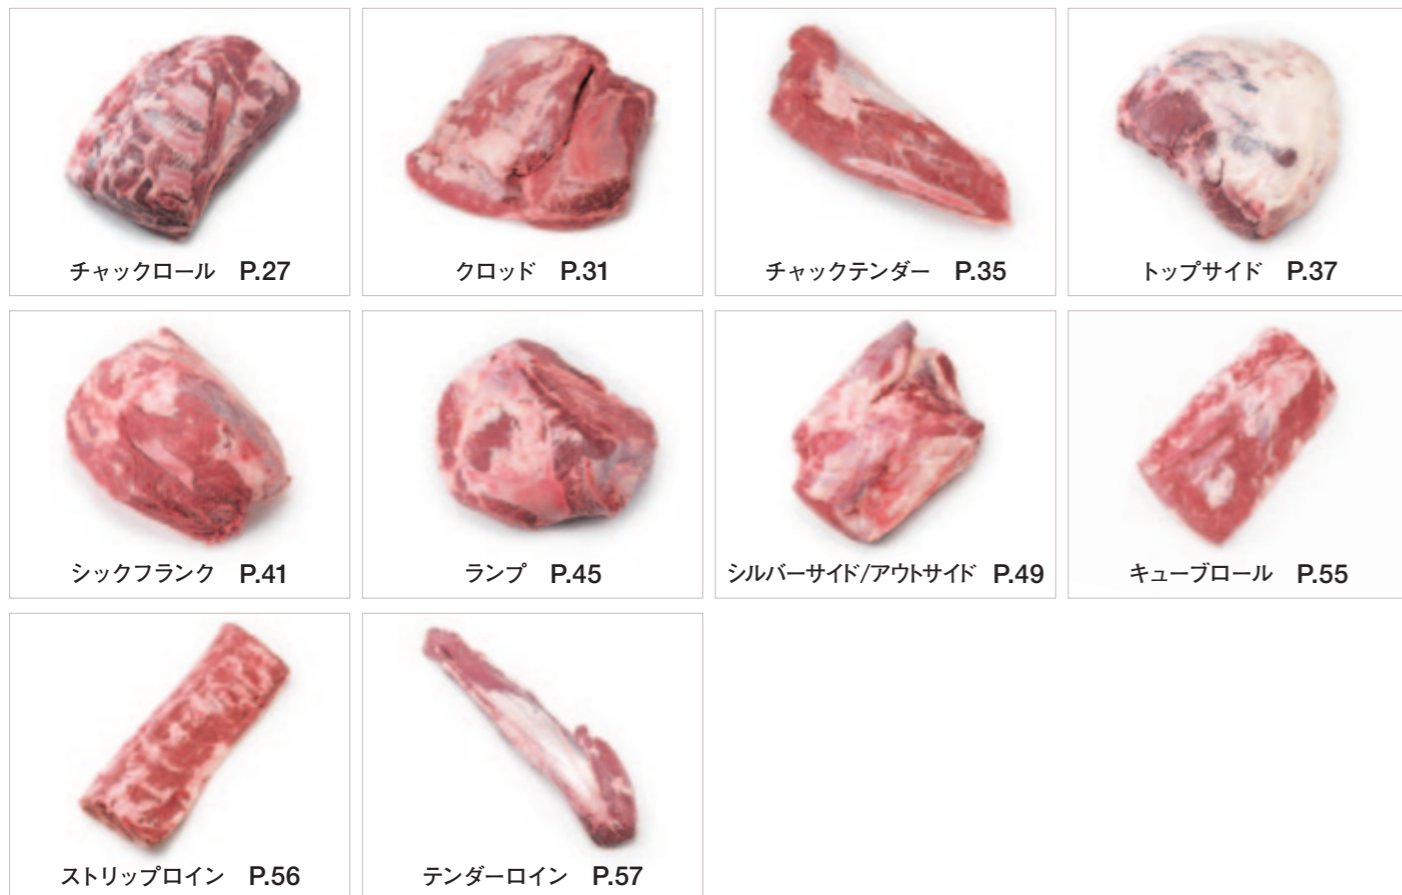 チャックロール P.27
クロッド P.31
チャックテンダー P.35
トップサイド P.37
シックフランク P.41
ランプ P.45
シルバーサイド/アウトサイド P.49
キューブロール P.55
ストリップロイン P.56
テンダーロイン P.57